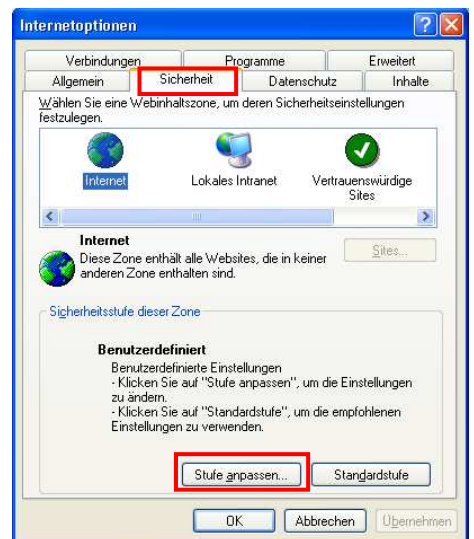 Internetoptionen
Verbindungen Programme Erweitert
Allgemein Sicherheit Datenschutz Inhalte
Wählen Sie eine Webinhaltszone, um deren Sicherheitseinstellungen
festzulegen.
Internet Lokales Intranet Vertrauenswürdige
Sites
Internet
Diese Zone enthält alle Websites, die in keiner
anderen Zone enthalten sind.
Sites...
Sicherheitsstufe dieser Zone
Benutzerdefiniert
Benutzerdefinierte Einstellungen
- Klicken Sie auf "Stufe anpassen", um die Einstellungen
zu ändern.
- Klicken Sie auf "Standardstufe", um die empfohlenen
Einstellungen zu verwenden.
Stufe anpassen... Standardstufe
OK Abbrechen Übernehmen